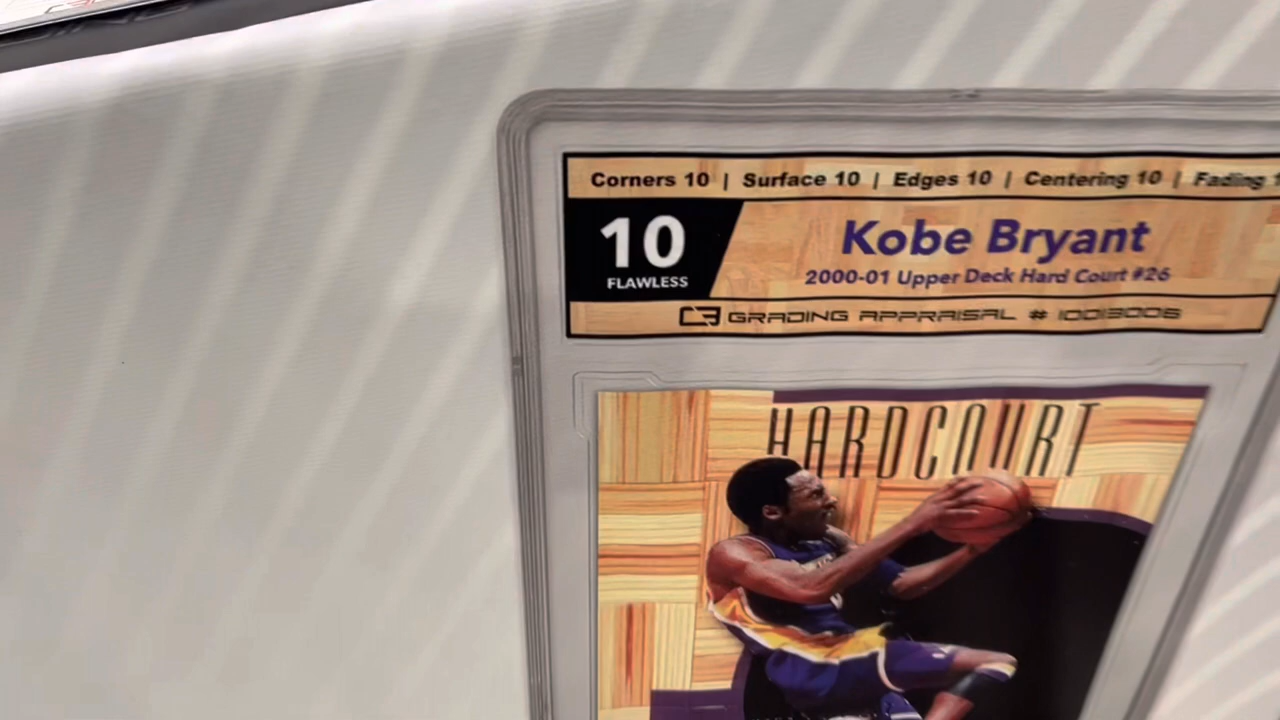 Corners 10 | Surface 10 | Edges 10 | Centering 10 | Fading
10
FLAWLESS
Kobe Bryant
2000-01 Upper Deck Hard Court #26
GRADING APPRAISAL # 10013006
HARDCOURT